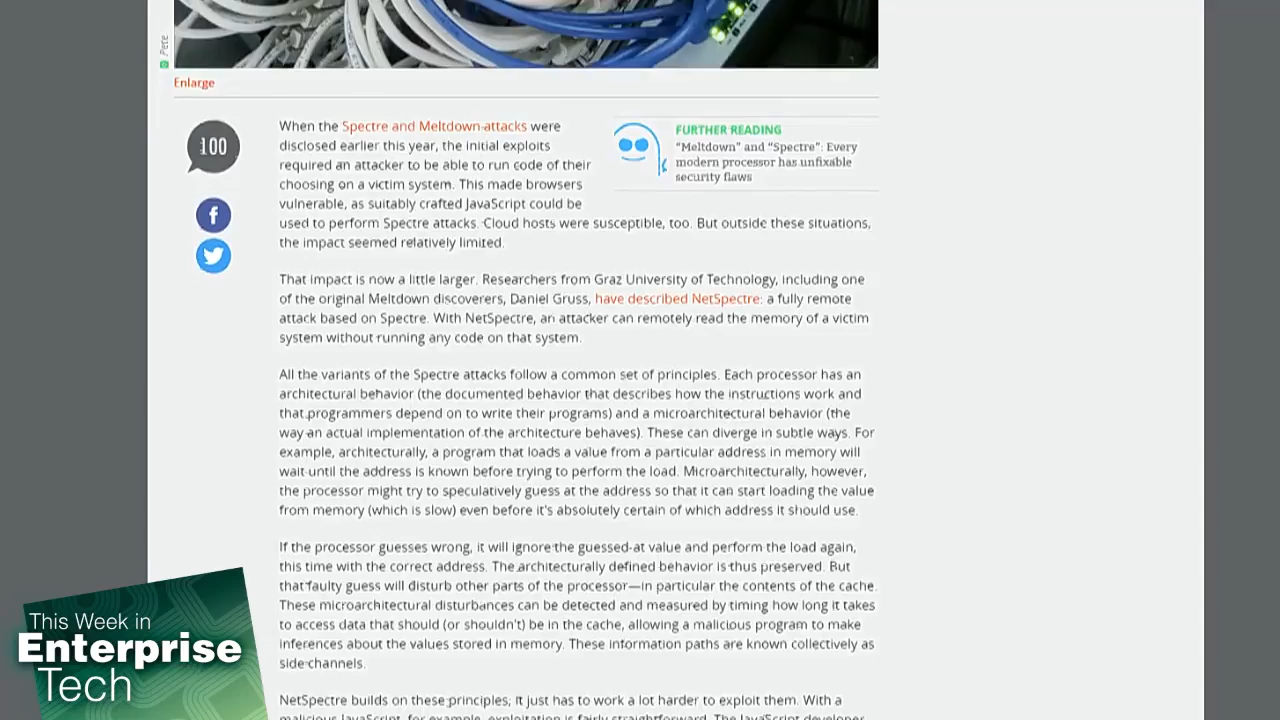 Pete
Enlarge
100
When the Spectre and Meltdown attacks were
disclosed earlier this year, the initial exploits
required an attacker to be able to run code of their
choosing on a victim system. This made browsers
vulnerable, as suitably crafted JavaScript could be
used to perform Spectre attacks. Cloud hosts were susceptible, too. But outside these situations,
the impact seemed relatively limited.
FURTHER READING
“Meltdown” and “Spectre”: Every
modern processor has unfixable
security flaws
That impact is now a little larger. Researchers from Graz University of Technology, including one
of the original Meltdown discoverers, Daniel Gruss, have described NetSpectre: a fully remote
attack based on Spectre. With NetSpectre, an attacker can remotely read the memory of a victim
system without running any code on that system.
All the variants of the Spectre attacks follow a common set of principles. Each processor has an
architectural behavior (the documented behavior that describes how the instructions work and
that programmers depend on to write their programs) and a microarchitectural behavior (the
way an actual implementation of the architecture behaves). These can diverge in subtle ways. For
example, architecturally, a program that loads a value from a particular address in memory will
wait until the address is known before trying to perform the load. Microarchitecturally, however,
the processor might try to speculatively guess at the address so that it can start loading the value
from memory (which is slow) even before it's absolutely certain of which address it should use.
If the processor guesses wrong, it will ignore the guessed-at value and perform the load again,
this time with the correct address. The architecturally defined behavior is thus preserved. But
that faulty guess will disturb other parts of the processor—in particular the contents of the cache.
These microarchitectural disturbances can be detected and measured by timing how long it takes
to access data that should (or shouldn't) be in the cache, allowing a malicious program to make
inferences about the values stored in memory. These information paths are known collectively as
side-channels.
NetSpectre builds on these principles; it just has to work a lot harder to exploit them. With a
malicious JavaScript, for example, exploitation is fairly straightforward. The JavaScript developer
This Week in
Enterprise
Tech